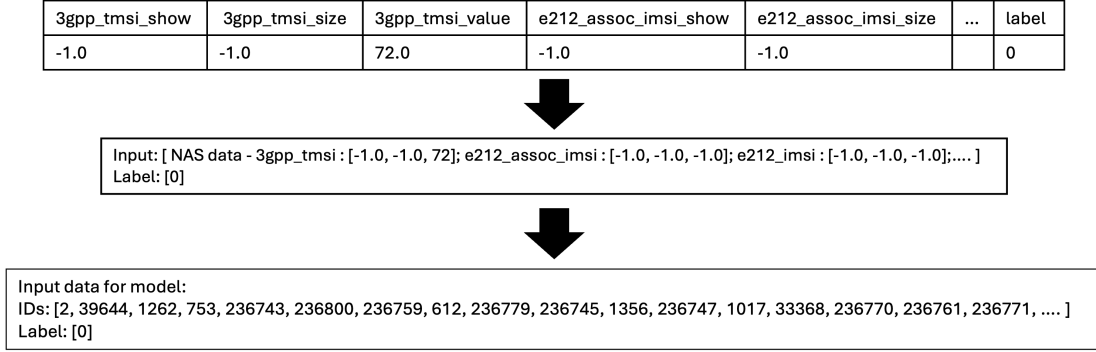 3gpp_tmsi_show 3gpp_tmsi_size 3gpp_tmsi_value e212_assoc_imsi_show e212_assoc_imsi_size ... label
-1.0 -1.0 72.0 -1.0 -1.0 0
Input: [ NAS data - 3gpp_tmsi : [-1.0, -1.0, 72]; e212_assoc_imsi : [-1.0, -1.0, -1.0]; e212_imsi : [-1.0, -1.0, -1.0];.... ]
Label: [0]
Input data for model:
IDs: [2, 39644, 1262, 753, 236743, 236800, 236759, 612, 236779, 236745, 1356, 236747, 1017, 33368, 236770, 236761, 236771, .... ]
Label: [0]